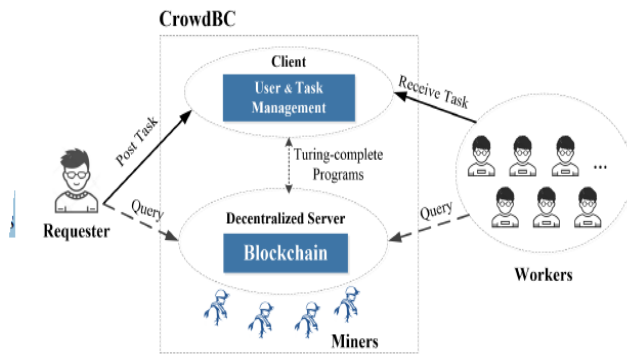 CrowdBC
Client
User & Task
Management
Post Task
Receive Task
Turing-complete
Programs
...
Requester
Query
Decentralized Server
Blockchain
Query
Workers
Miners